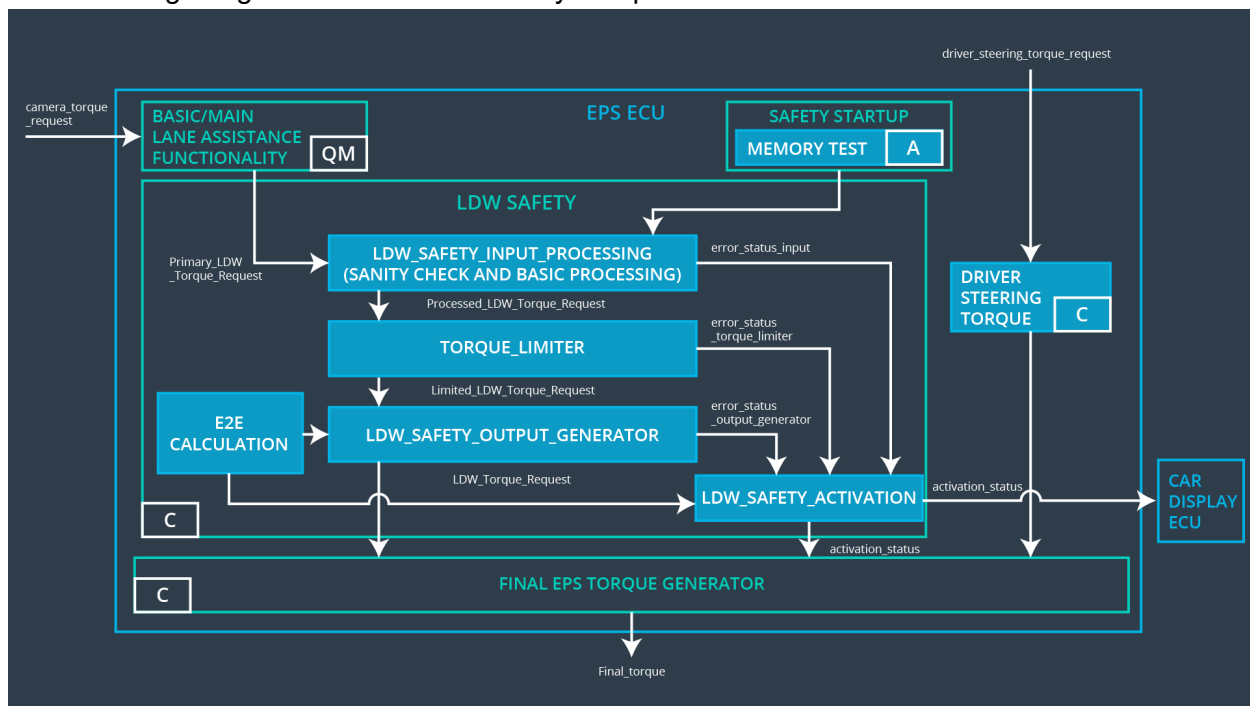 driver_steering_torque_request
camera_torque
_request
EPS ECU
BASIC/MAIN
LANE ASSISTANCE
FUNCTIONALITY
QM
SAFETY STARTUP
MEMORY TEST
A
LDW SAFETY
LDW_SAFETY_INPUT_PROCESSING
(SANITY CHECK AND BASIC PROCESSING)
error_status_input
Primary_LDW
_Torque_Request
DRIVER
STEERING
TORQUE
C
Processed_LDW_Torque_Request
error_status
_torque_limiter
TORQUE_LIMITER
Limited_LDW_Torque_Request
error_status
_output_generator
E2E
CALCULATION
LDW_SAFETY_OUTPUT_GENERATOR
LDW_Torque_Request
LDW_SAFETY_ACTIVATION
activation_status
CAR
DISPLAY
ECU
C
activation_status
FINAL EPS TORQUE GENERATOR
C
Final_torque